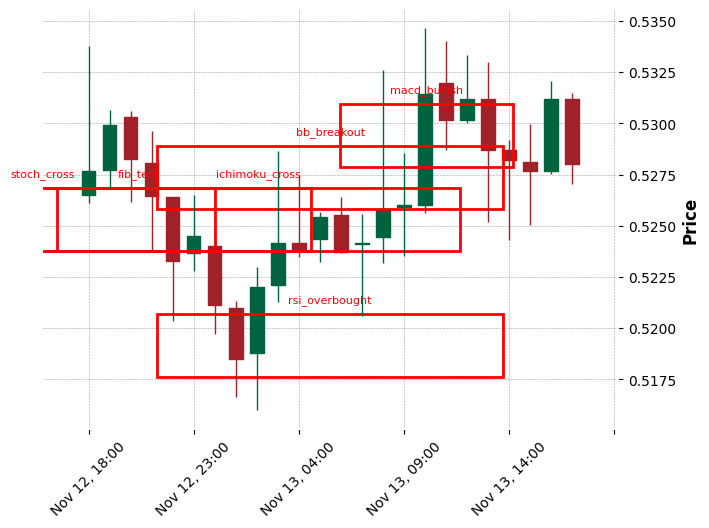 0.5350
0.5325
macd_bullish
0.5300
bb_breakout
stoch_cross
ichimoku_cross
0.5275
0.5250
Price
0.5225
rsi_overbought
0.5200
0.5175
Nov 12, 18:00
Nov 12, 23:00
Nov 13, 04:00
Nov 13, 09:00
Nov 13, 14:00